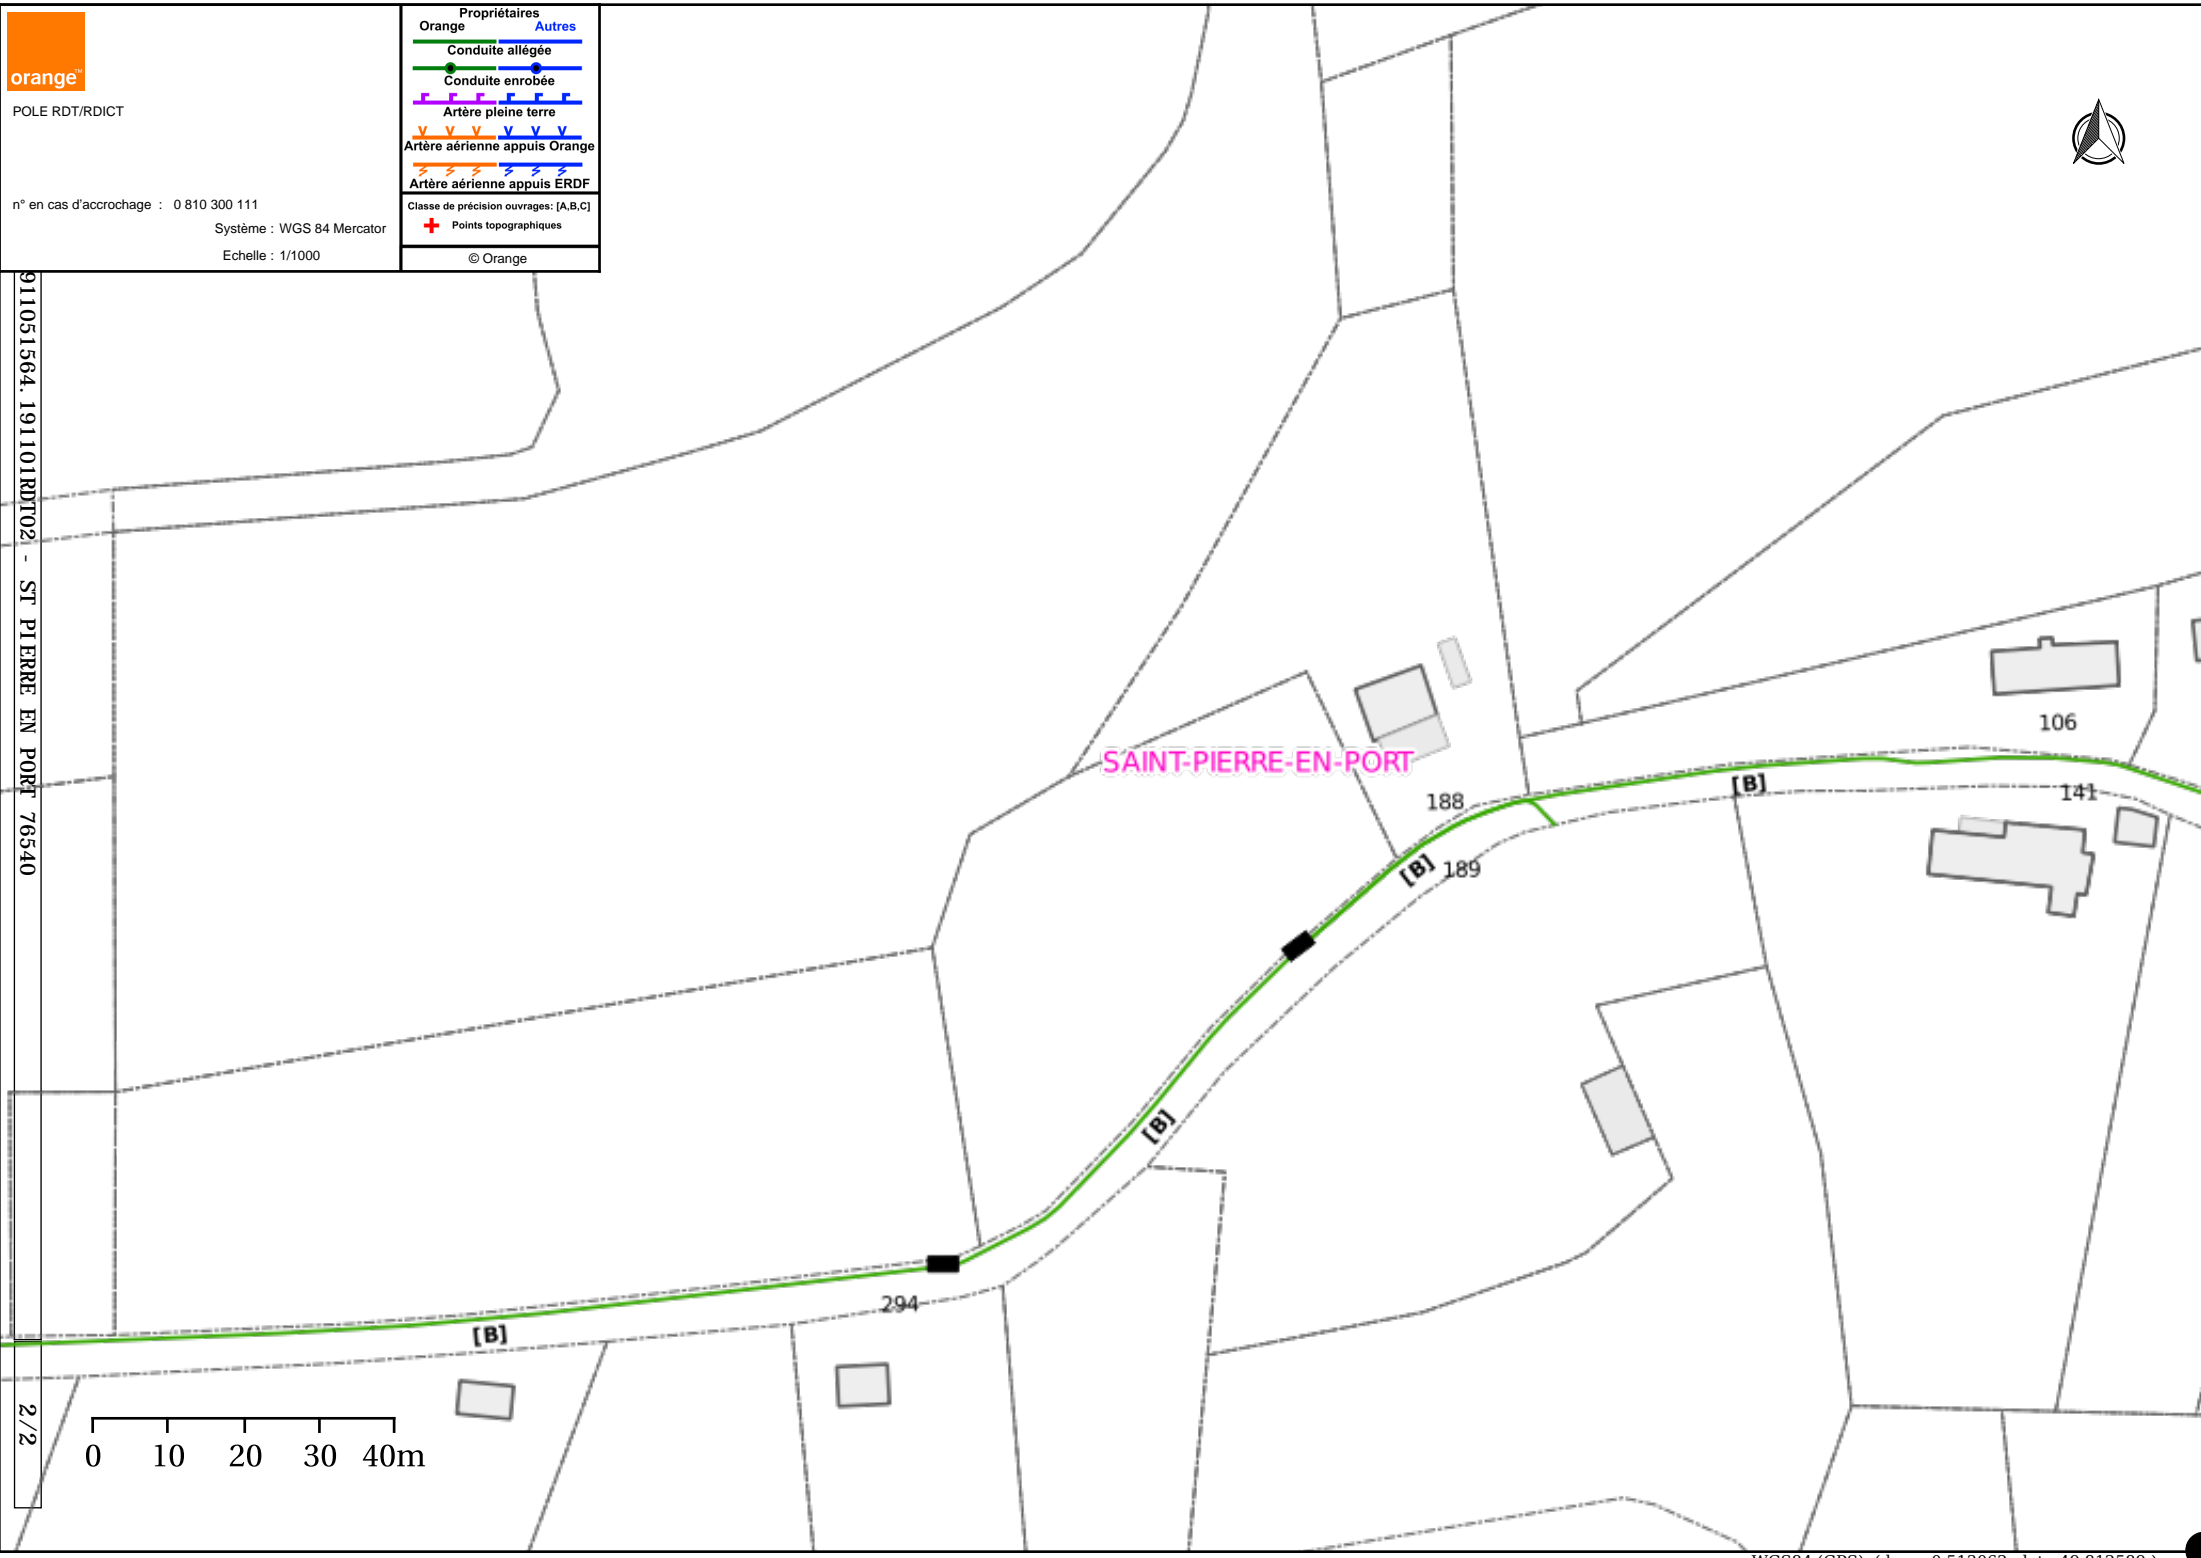 orange™
POLE RDT/RDICT
n° en cas d'accrochage : 0 810 300 111
Système : WGS 84 Mercator
Echelle : 1/1000
Propriétaires
Orange Autres
Conduite allégée
Conduite enrobée
Artère pleine terre
Artère aérienne appuis Orange
Artère aérienne appuis ERDF
Classe de précision ouvrages: [A,B,C]
Points topographiques
© Orange
911051564.191101RDT02 - ST PIERRE EN PORT 76540
2/2
SAINT-PIERRE-EN-PORT
106
[B]
141
188
[B]
189
[B]
294
[B]
0 10 20 30 40m